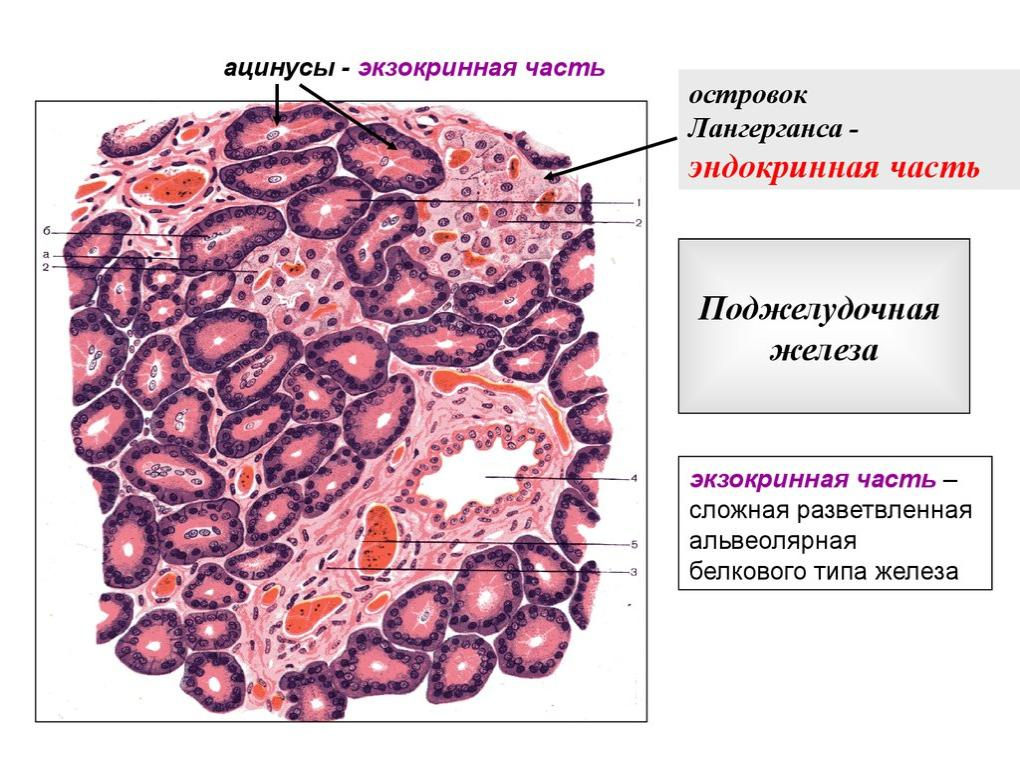 ацинусы - экзокринная часть
островок
Лангерганса -
эндокринная часть
1
2
б
а
2
Поджелудочная
железа
4
экзокринная часть –
сложная разветвленная
альвеолярная
белкового типа железа
5
3